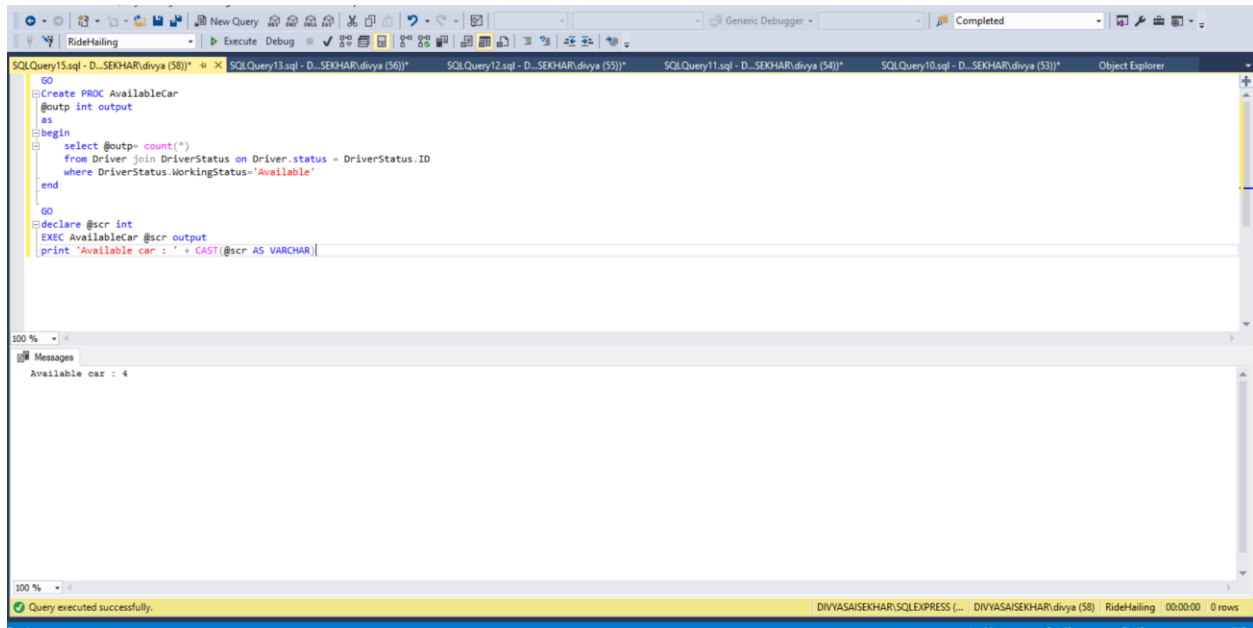 New Query
Generic Debugger
Completed
RideHailing
Execute Debug
SQLQuery15.sql - D...SEKHAR\divya (58))*
SQLQuery13.sql - D...SEKHAR\divya (56))*
SQLQuery12.sql - D...SEKHAR\divya (55))*
SQLQuery11.sql - D...SEKHAR\divya (54))*
SQLQuery10.sql - D...SEKHAR\divya (53))*
Object Explorer
GO
Create PROC AvailableCar
@outp int output
as
begin
select @outp= count(*)
from Driver join DriverStatus on Driver.status = DriverStatus.ID
where DriverStatus.WorkingStatus='Available'
end
GO
declare @scr int
EXEC AvailableCar @scr output
print 'Available car : ' + CAST(@scr AS VARCHAR)
100 %
Messages
Available car : 4
100 %
Query executed successfully.
DIVYASAISEKHAR\SQLEXPRESS (...
DIVYASAISEKHAR\divya (58)
RideHailing
00:00:00
0 rows